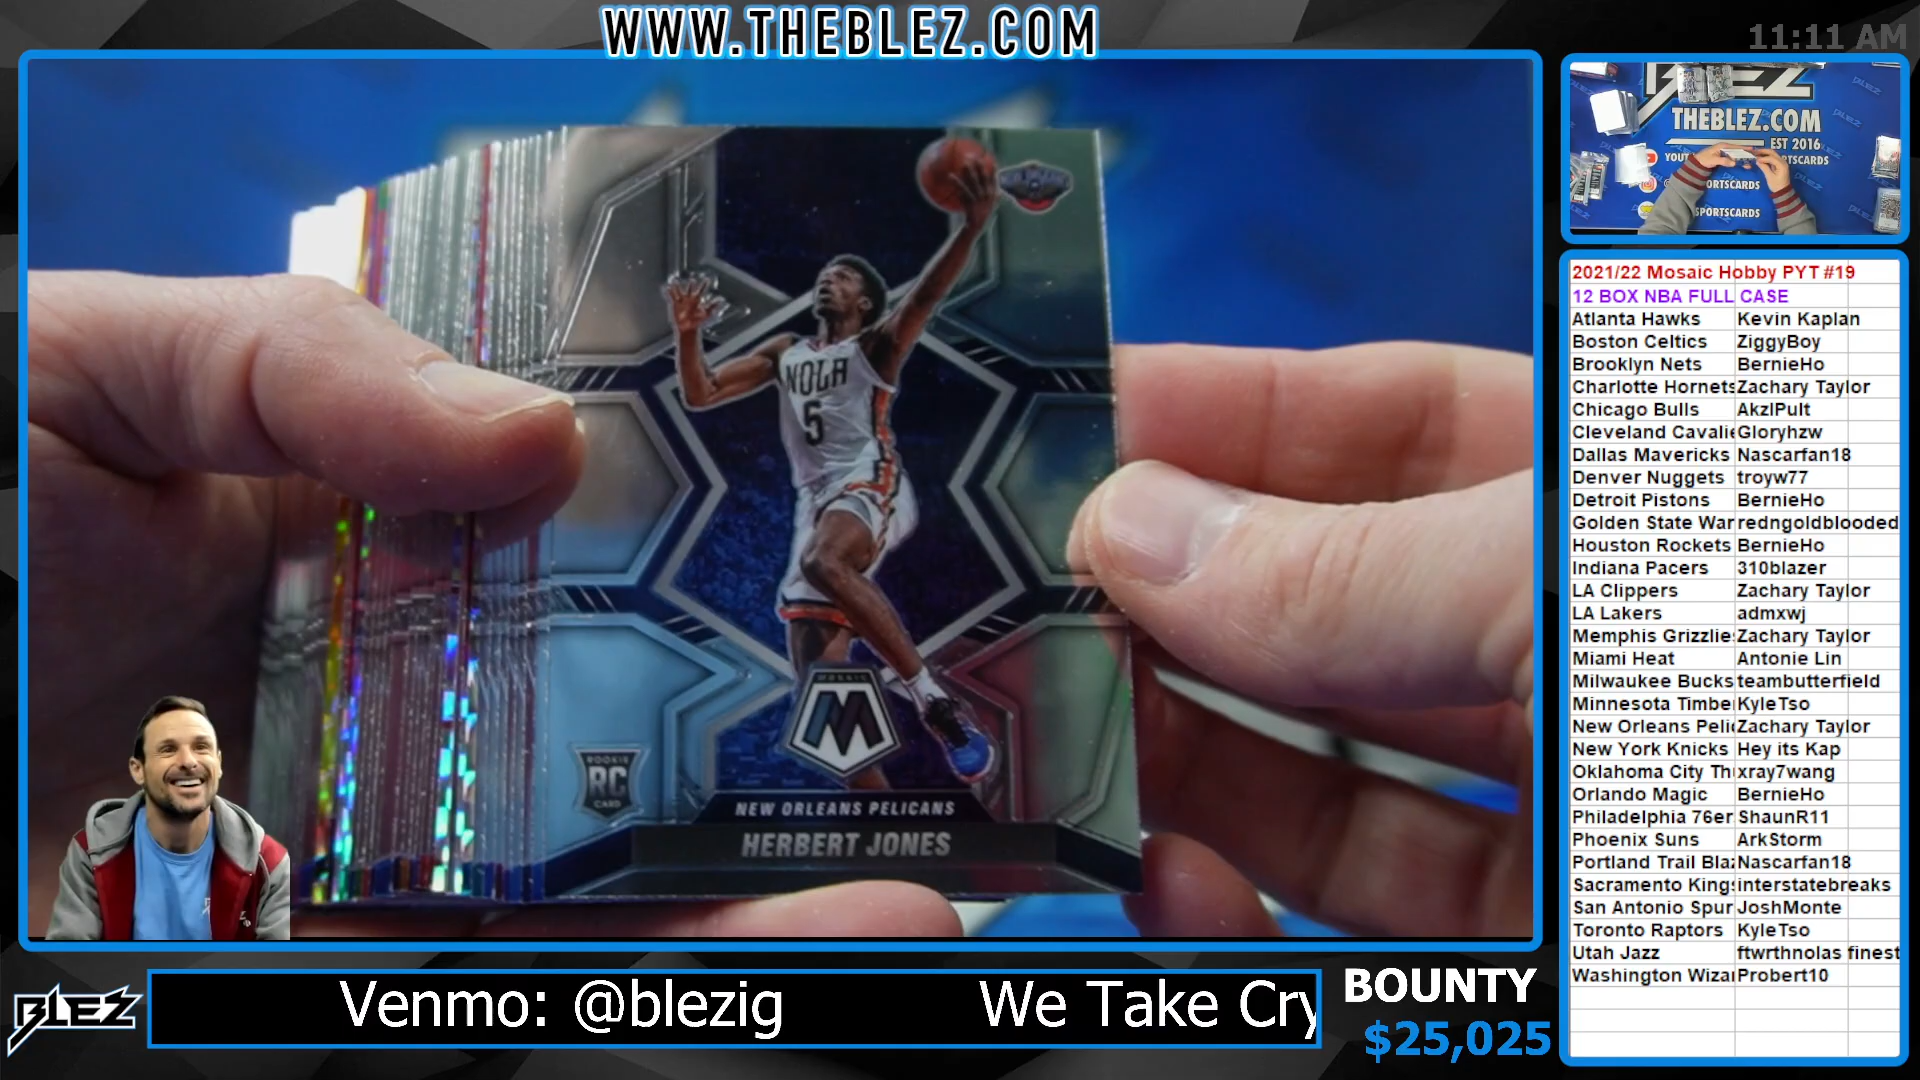 WWW.THEBLEZ.COM
11:11 AM
BLEZ
THEBLEZ.COM
EST 2016
SPORTSCARDS
NOLA
5
MOSAIC
M
ROOKIE
RC
CARD
NEW ORLEANS PELICANS
HERBERT JONES
2021/22 Mosaic Hobby PYT #19
12 BOX NBA FULL CASE
Atlanta Hawks Kevin Kaplan
Boston Celtics ZiggyBoy
Brooklyn Nets BernieHo
Charlotte Hornets Zachary Taylor
Chicago Bulls AkzlPult
Cleveland Cavalie Gloryhzw
Dallas Mavericks Nascarfan18
Denver Nuggets troyw77
Detroit Pistons BernieHo
Golden State War redngoldblooded
Houston Rockets BernieHo
Indiana Pacers 310blazer
LA Clippers Zachary Taylor
LA Lakers admxwj
Memphis Grizzlie Zachary Taylor
Miami Heat Antonie Lin
Milwaukee Bucks teambutterfield
Minnesota Timbe KyleTso
New Orleans Peli Zachary Taylor
New York Knicks Hey its Kap
Oklahoma City Th xray7wang
Orlando Magic BernieHo
Philadelphia 76er ShaunR11
Phoenix Suns ArkStorm
Portland Trail Bla Nascarfan18
Sacramento Kings interstatebreaks
San Antonio Spur JoshMonte
Toronto Raptors KyleTso
Utah Jazz ftwrthnolas finest
Washington Wiza Probert10
BLEZ
Venmo: @blezig We Take Cry
BOUNTY
$25,025